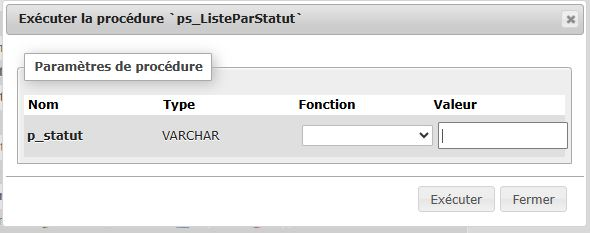 Exécuter la procédure `ps_ListeParStatut`
Paramètres de procédure
Nom Type Fonction Valeur
p_statut VARCHAR
Exécuter Fermer